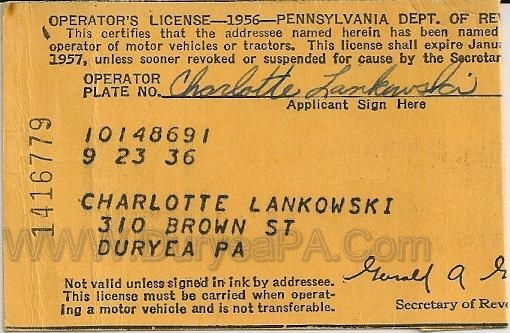 OPERATOR'S LICENSE—1956—PENNSYLVANIA DEPT. OF REV
This certifies that the addressee named herein has been named
operator of motor vehicles or tractors. This license shall expire Janua
1957, unless sooner revoked or suspended for cause by the Secretar
OPERATOR
PLATE NO. Charlotte Lankowski
Applicant Sign Here
1416779
10148691
9 23 36
CHARLOTTE LANKOWSKI
310 BROWN ST
DURYEA PA
www.DuryeaPA.Com
Not valid unless signed in ink by addressee.
This license must be carried when operat-
ing a motor vehicle and is not transferable.
Gerald A
Secretary of Reve